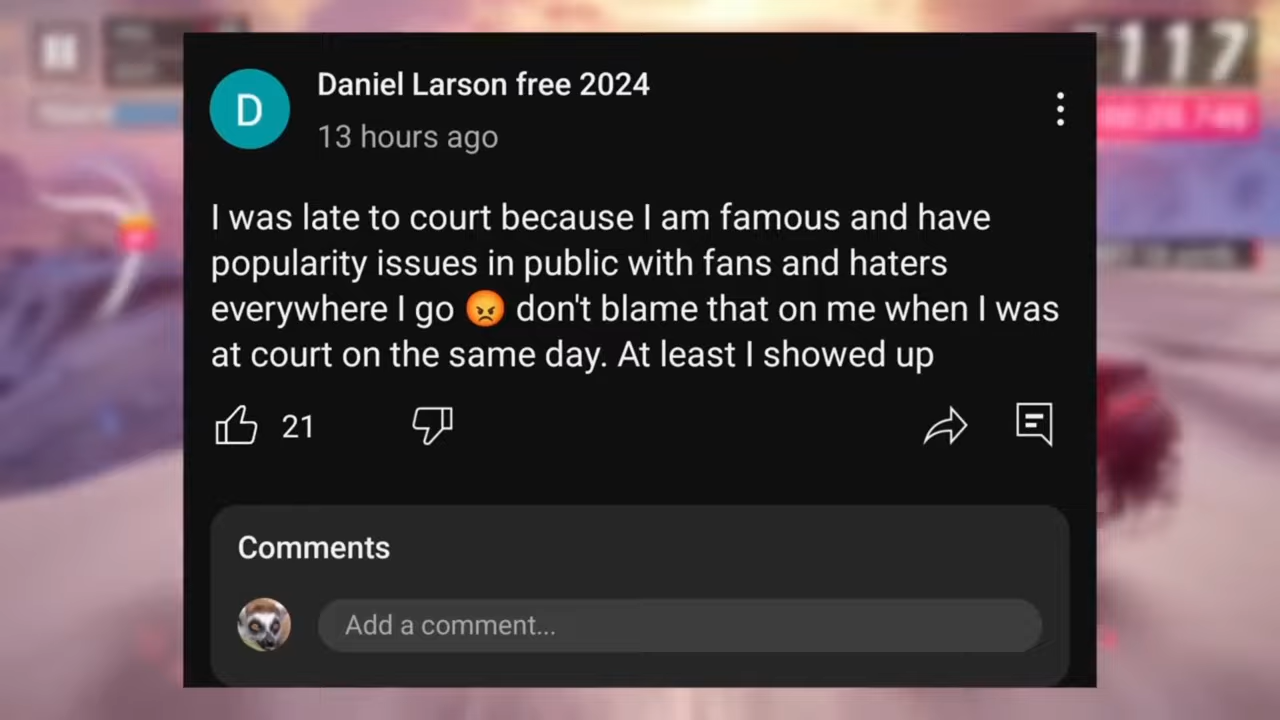 D
Daniel Larson free 2024
13 hours ago
I was late to court because I am famous and have
popularity issues in public with fans and haters
everywhere I go 😡 don't blame that on me when I was
at court on the same day. At least I showed up
21
Comments
Add a comment...
117